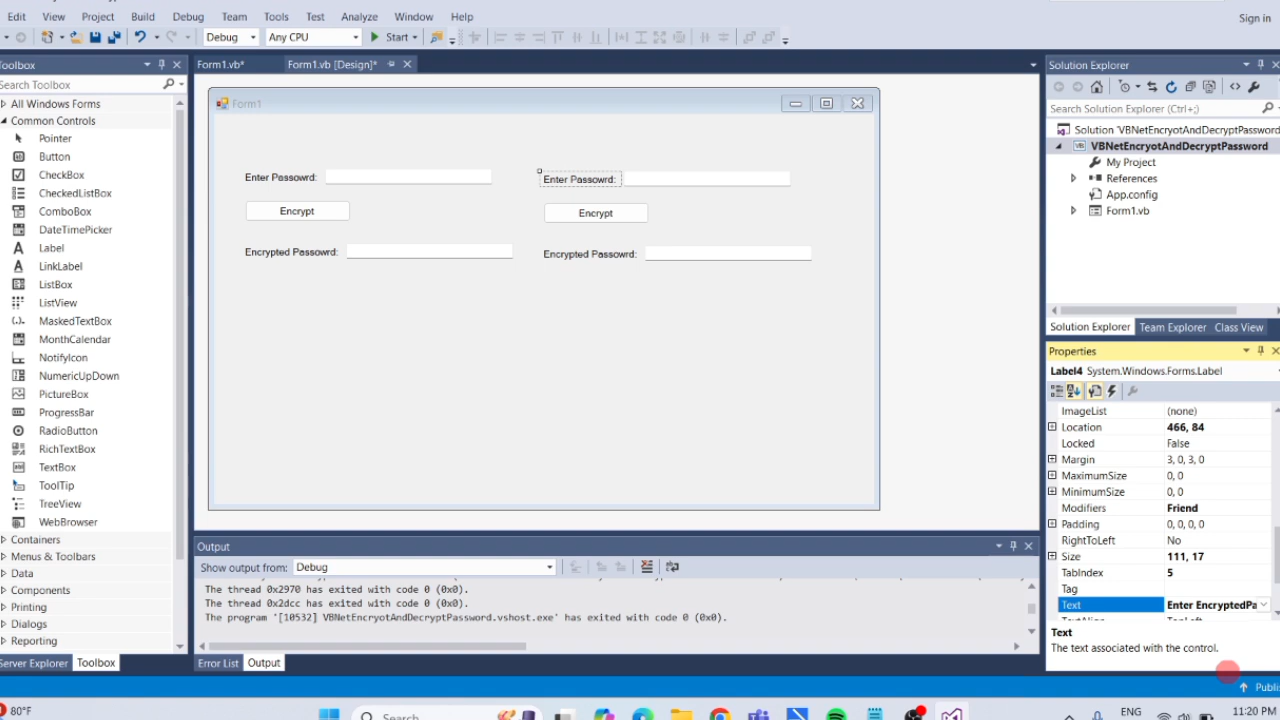 Edit View Project Build Debug Team Tools Test Analyze Window Help
Sign in
Debug Any CPU Start
Toolbox
Form1.vb* Form1.vb [Design]*
Solution Explorer
Search Toolbox
Search Solution Explorer (Ctrl+;)
All Windows Forms
Common Controls
Pointer
Button
CheckBox
CheckedListBox
ComboBox
DateTimePicker
Label
LinkLabel
ListBox
ListView
MaskedTextBox
MonthCalendar
NotifyIcon
NumericUpDown
PictureBox
ProgressBar
RadioButton
RichTextBox
TextBox
ToolTip
TreeView
WebBrowser
Containers
Menus & Toolbars
Data
Components
Printing
Dialogs
Reporting
Server Explorer Toolbox
Form1
Enter Passowrd:
Encrypt
Encrypted Passowrd:
Enter Passowrd:
Encrypt
Encrypted Passowrd:
Output
Show output from: Debug
The thread 0x2970 has exited with code 0 (0x0).
The thread 0x2dcc has exited with code 0 (0x0).
The program '[10532] VBNetEncryotAndDecryptPassword.vshost.exe' has exited with code 0 (0x0).
Error List Output
Solution 'VBNetEncryotAndDecryptPassword
VBNetEncryotAndDecryptPassword
My Project
References
App.config
Form1.vb
Solution Explorer Team Explorer Class View
Properties
Label4 System.Windows.Forms.Label
ImageList (none)
Location 466, 84
Locked False
Margin 3, 0, 3, 0
MaximumSize 0, 0
MinimumSize 0, 0
Modifiers Friend
Padding 0, 0, 0, 0
RightToLeft No
Size 111, 17
TabIndex 5
Tag
Text Enter EncryptedPa
TextAlign TopLeft
Text
The text associated with the control.
Publi
80°F
Search
ENG
11:20 PM